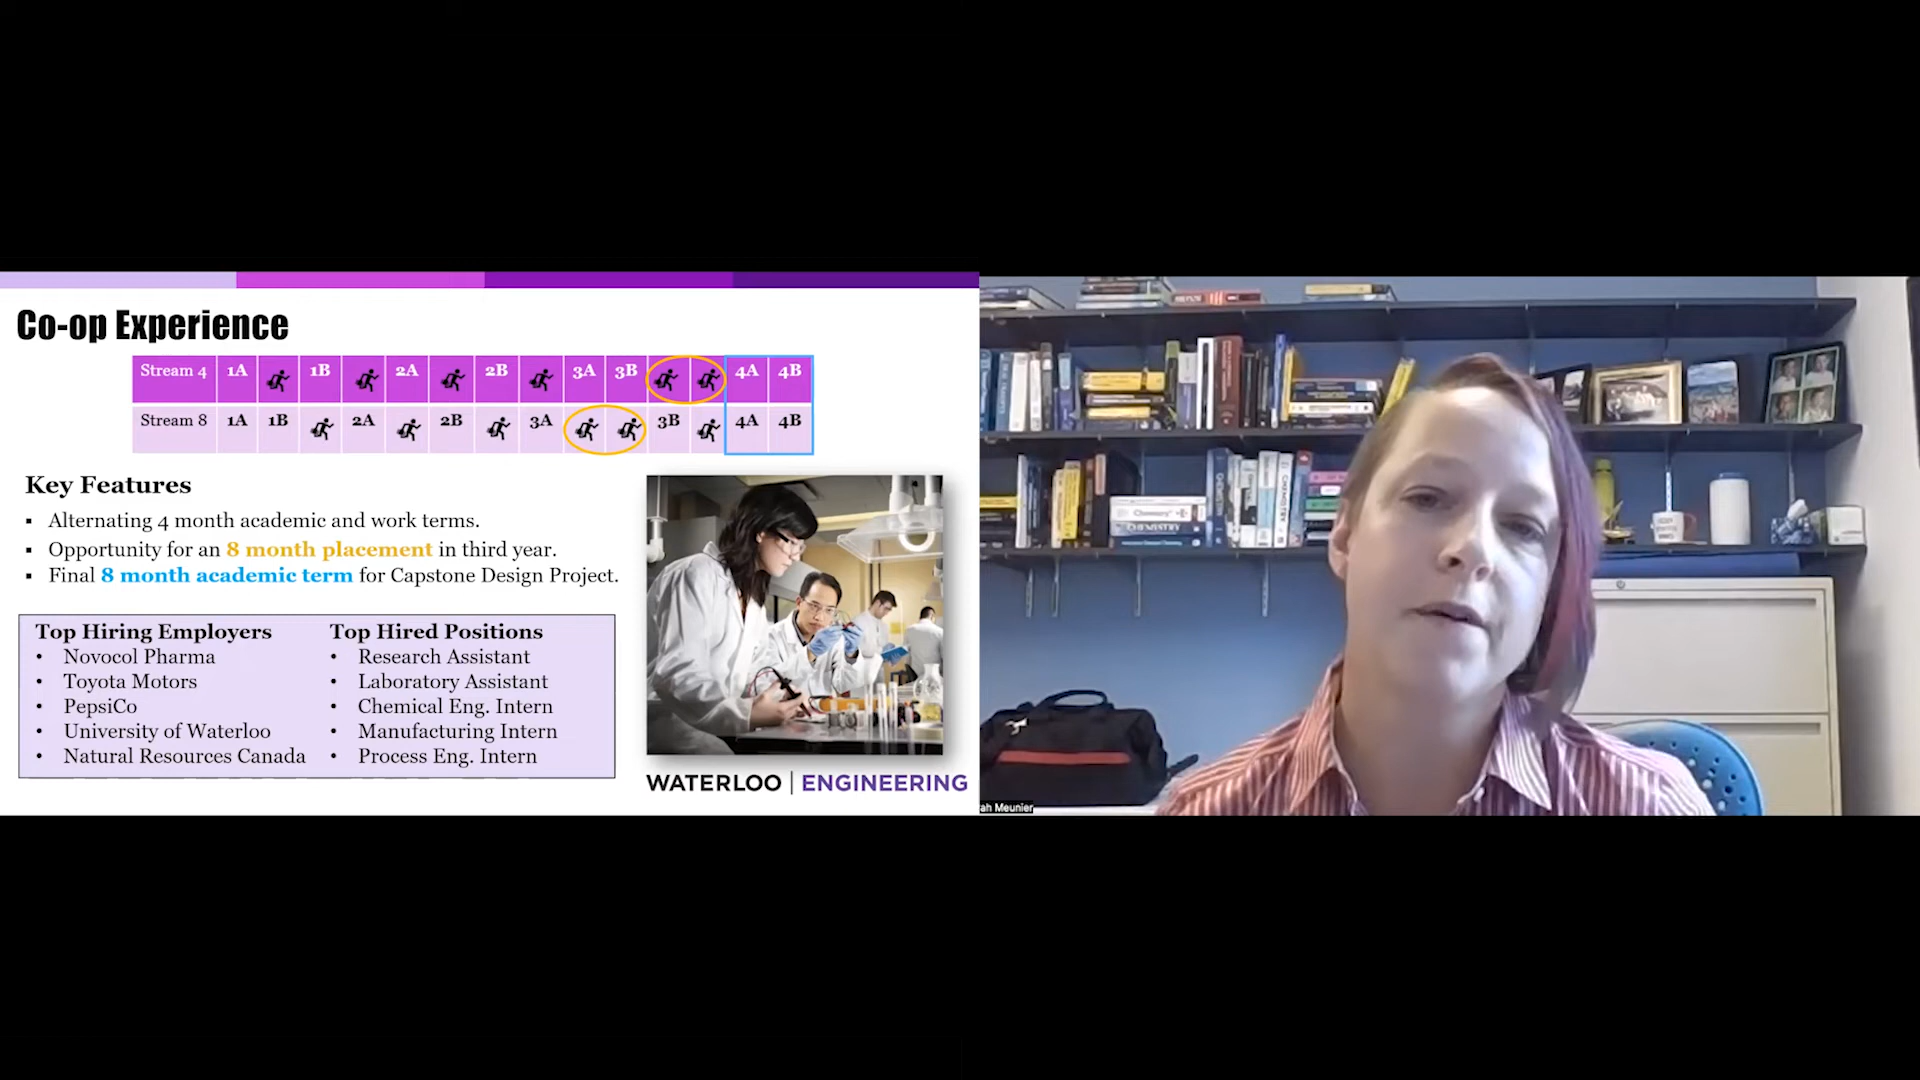 Co-op Experience
Stream 4 1A 1B 2A 2B 3A 3B 4A 4B
Stream 8 1A 1B 2A 2B 3A 3B 4A 4B
Key Features
▪ Alternating 4 month academic and work terms.
▪ Opportunity for an 8 month placement in third year.
▪ Final 8 month academic term for Capstone Design Project.
Top Hiring Employers
• Novocol Pharma
• Toyota Motors
• PepsiCo
• University of Waterloo
• Natural Resources Canada
Top Hired Positions
• Research Assistant
• Laboratory Assistant
• Chemical Eng. Intern
• Manufacturing Intern
• Process Eng. Intern
WATERLOO | ENGINEERING
CHEMISTRY
rah Meunier